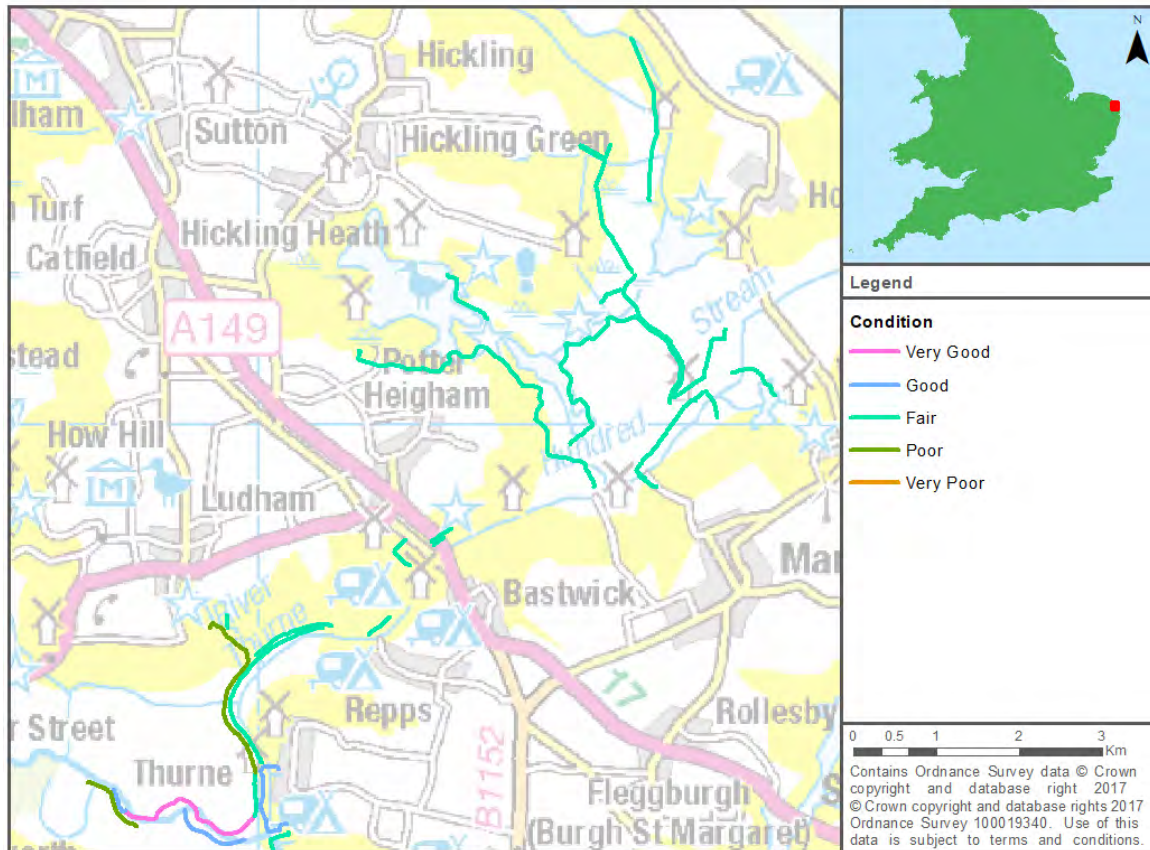 Hickling
Sutton
lham
Hickling Green
n Turf
Ho
Hickling Heath
Catfield
Stream
A149
stead
Potter
Heigham
How Hill
Hundred
Ludham
Mar
Bastwick
River
Thurne
17
Repps
Rollesby
r Street
B1152
Thurne
Fleggburgh
S
(Burgh St Margaret)
orth
N
Legend
Condition
Very Good
Good
Fair
Poor
Very Poor
0 0.5 1 2 3
Km
Contains Ordnance Survey data © Crown
copyright and database right 2017
© Crown copyright and database rights 2017
Ordnance Survey 100019340. Use of this
data is subject to terms and conditions.